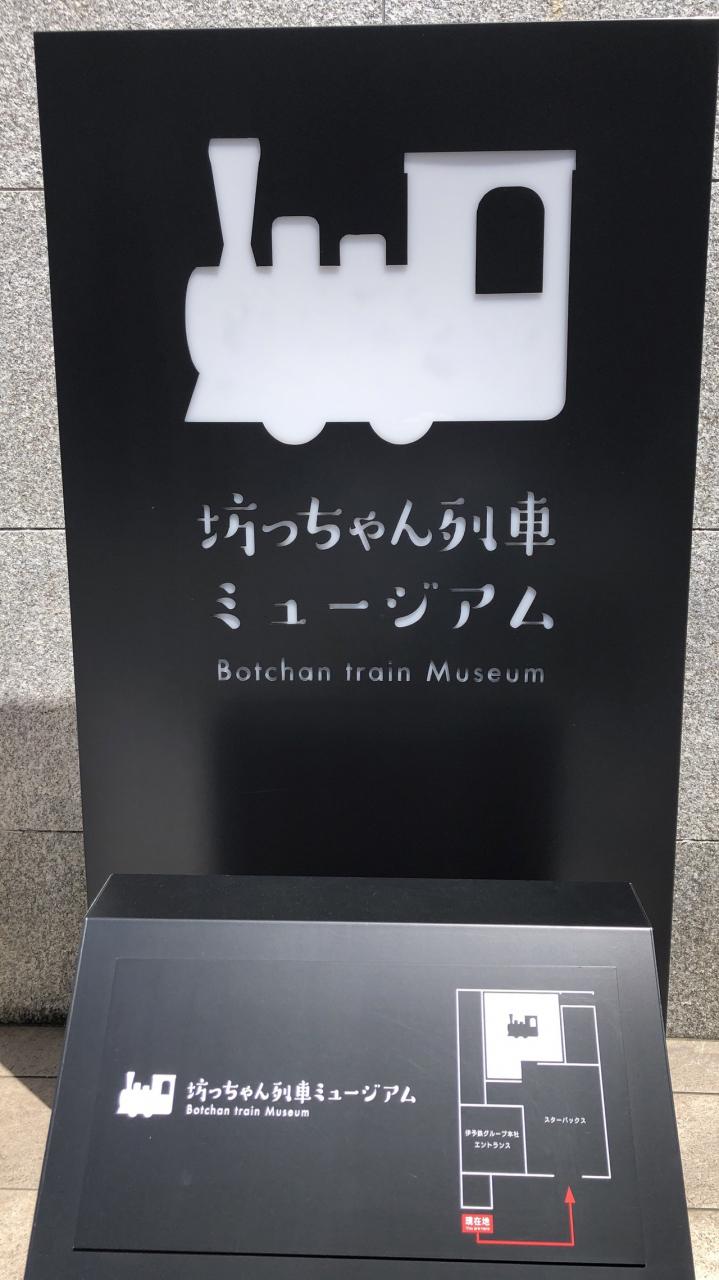 坊っちゃん列車
ミュージアム
Botchan train Museum
坊っちゃん列車ミュージアム
Botchan train Museum
伊予鉄グループ本社
エントランス
スターバックス
現在地
You are here